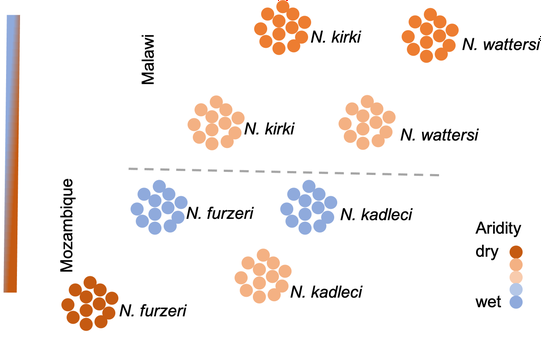 Malawi
N. kirki
N. wattersi
N. kirki
N. wattersi
Mozambique
N. furzeri
N. kadleci
N. kadleci
N. furzeri
Aridity
dry
wet